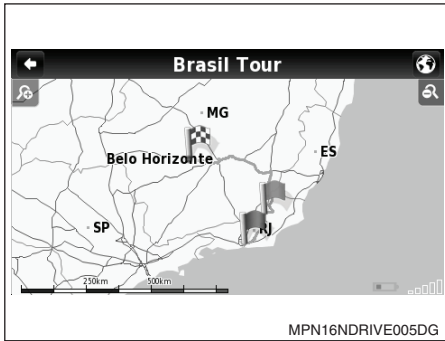 Brasil Tour
MG
Belo Horizonte
ES
SP
RJ
250km
500km
MPN16NDRIVE005DG